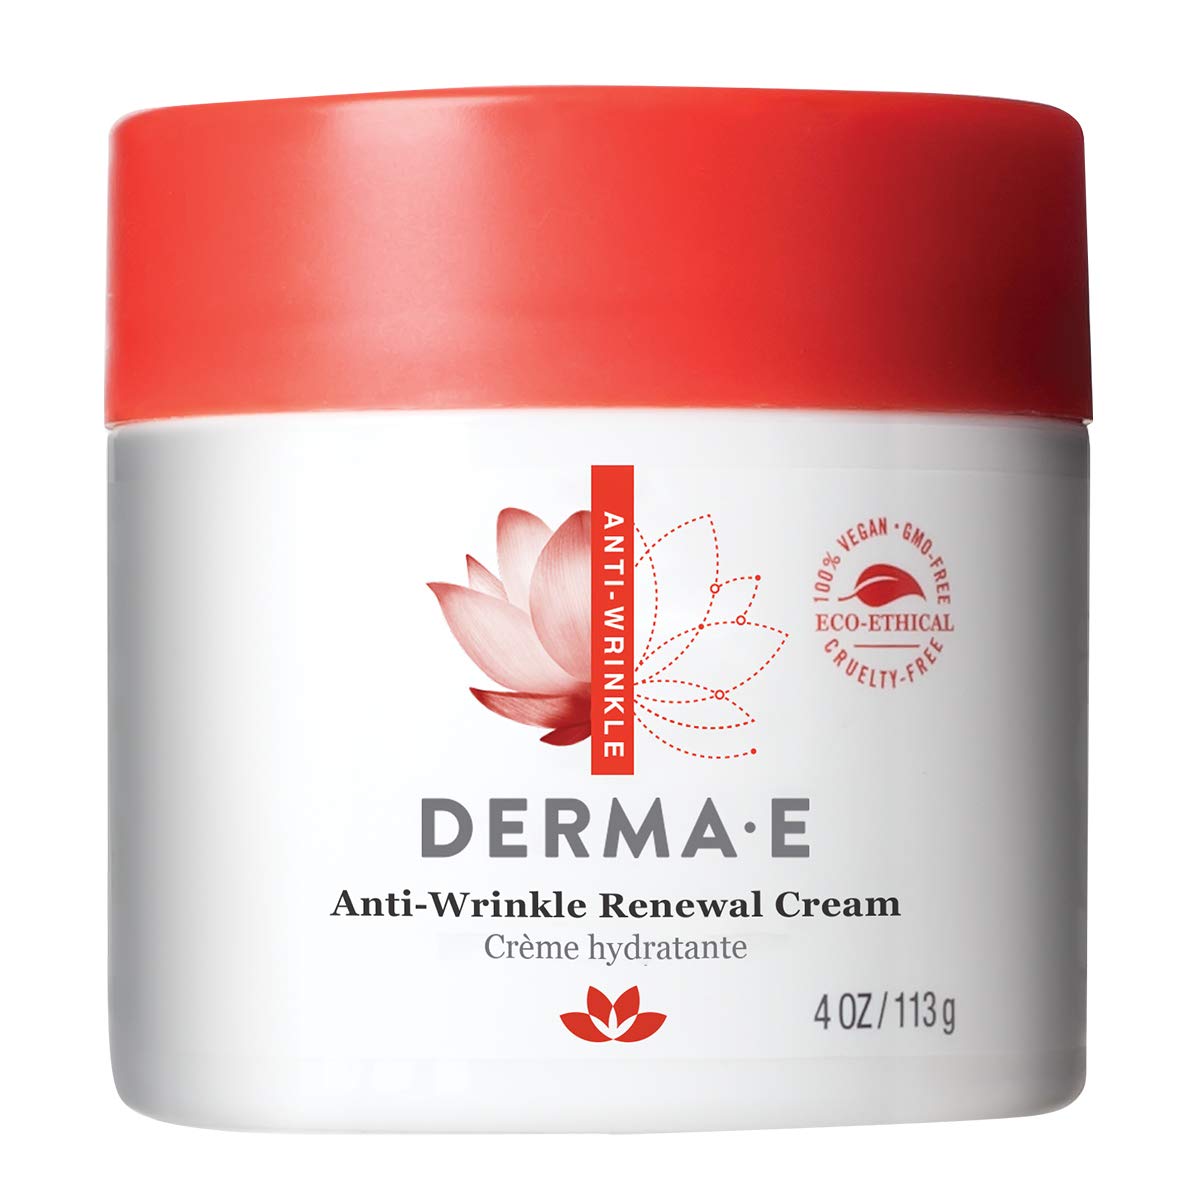 ANTI-WRINKLE
100% VEGAN · GMO-FREE
ECO-ETHICAL
CRUELTY-FREE
DERMA·E
Anti-Wrinkle Renewal Cream
Crème hydratante
4 OZ/113g